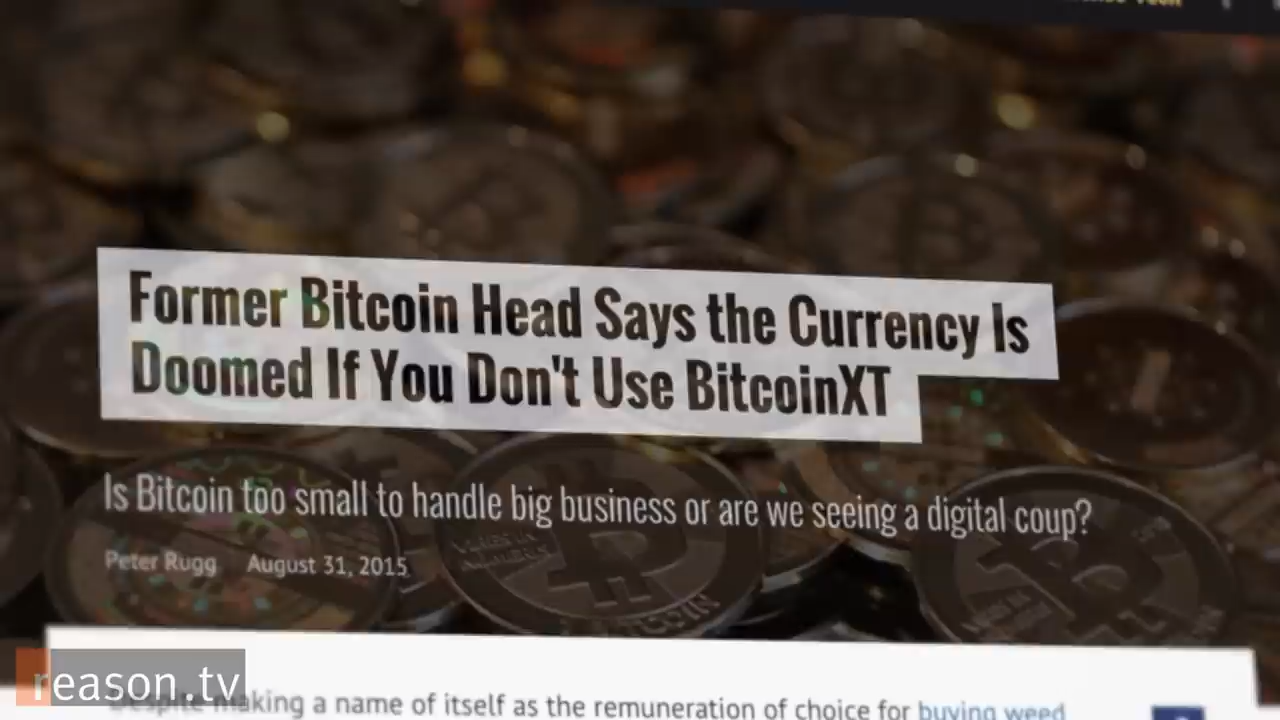 Former Bitcoin Head Says the Currency Is
Doomed If You Don't Use BitcoinXT
Is Bitcoin too small to handle big business or are we seeing a digital coup?
Peter Rugg August 31, 2015
reason.tv
Despite making a name of itself as the remuneration of choice for buying weed